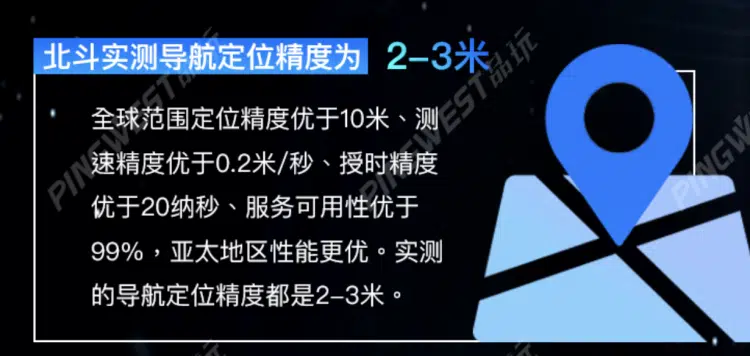 北斗实测导航定位精度为 2-3米
全球范围定位精度优于10米、测
速精度优于0.2米/秒、授时精度
优于20纳秒、服务可用性优于
99%，亚太地区性能更优。实测
的导航定位精度都是2-3米。
PINGWEST品玩
PINGWEST品玩
PINGWE